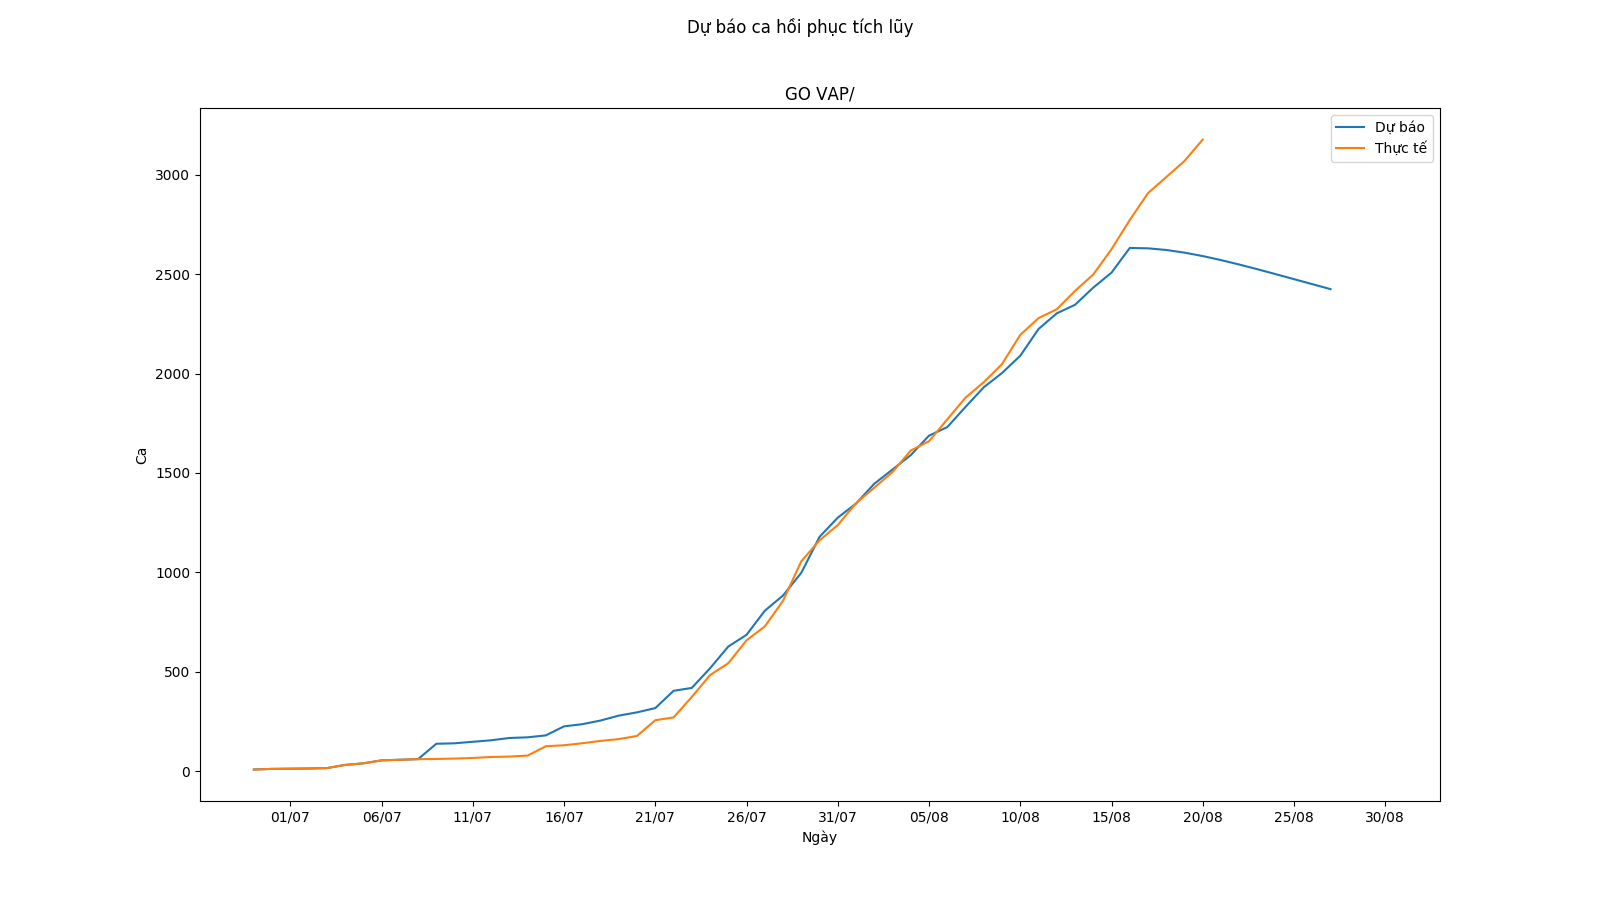 Dự báo ca hồi phục tích lũy
GO VAP/
Dự báo
Thực tế
3000
2500
2000
1500
1000
500
0
Ca
01/07 06/07 11/07 16/07 21/07 26/07 31/07 05/08 10/08 15/08 20/08 25/08 30/08
Ngày